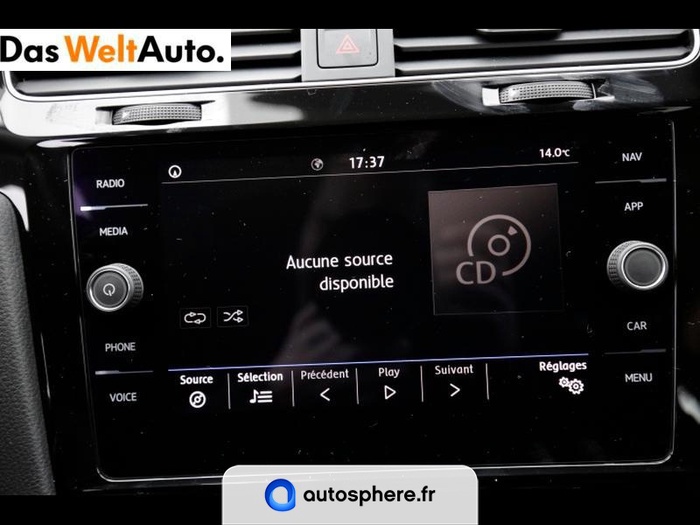 Das WeltAuto.
17:37
14.0°C
RADIO
NAV
MEDIA
APP
Aucune source
disponible
CD
PHONE
CAR
VOICE
MENU
Source
Sélection
Précédent
Play
Suivant
Réglages
autosphere.fr